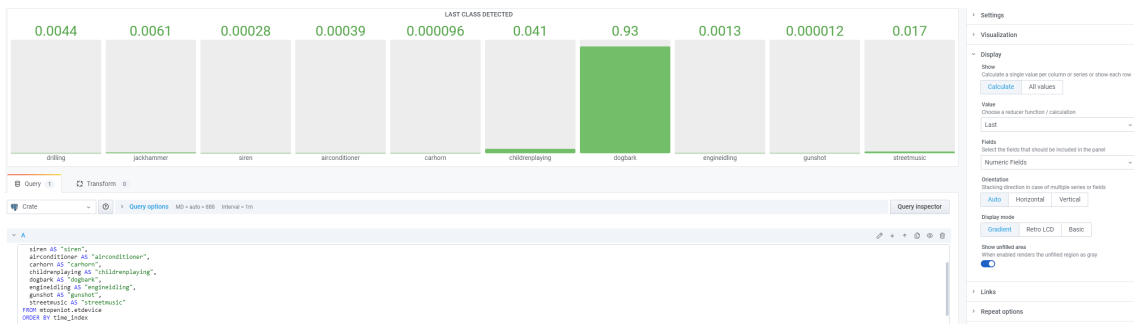 LAST CLASS DETECTED
0.0044 0.0061 0.00028 0.00039 0.000096 0.041 0.93 0.0013 0.000012 0.017
drilling jackhammer siren airconditioner carhorn childrenplaying dogbark engineidling gunshot streetmusic
Query 1 Transform 0
Crate Query options MD = auto = 888 Interval = 1m Query inspector
A
siren AS "siren",
airconditioner AS "airconditioner",
carhorn AS "carhorn",
childrenplaying AS "childrenplaying",
dogbark AS "dogbark",
engineidling AS "engineidling",
gunshot AS "gunshot",
streetmusic AS "streetmusic"
FROM mtopeniot.etdevice
ORDER BY time_index
Settings
Visualization
Display
Show
Calculate a single value per column or series or show each row
Calculate All values
Value
Choose a reducer function / calculation
Last
Fields
Select the fields that should be included in the panel
Numeric Fields
Orientation
Stacking direction in case of multiple series or fields
Auto Horizontal Vertical
Display mode
Gradient Retro LCD Basic
Show unfilled area
When enabled renders the unfilled region as gray
Links
Repeat options